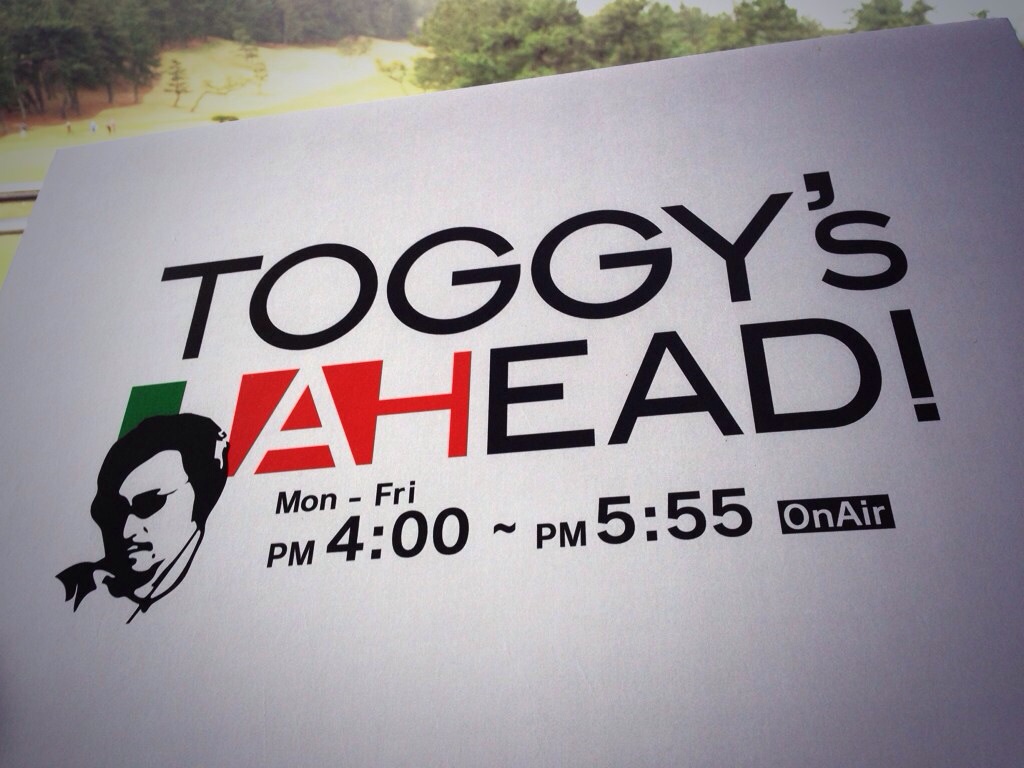 TOGGY's
AHEAD!
Mon - Fri
PM 4:00 ~ PM 5:55 OnAir